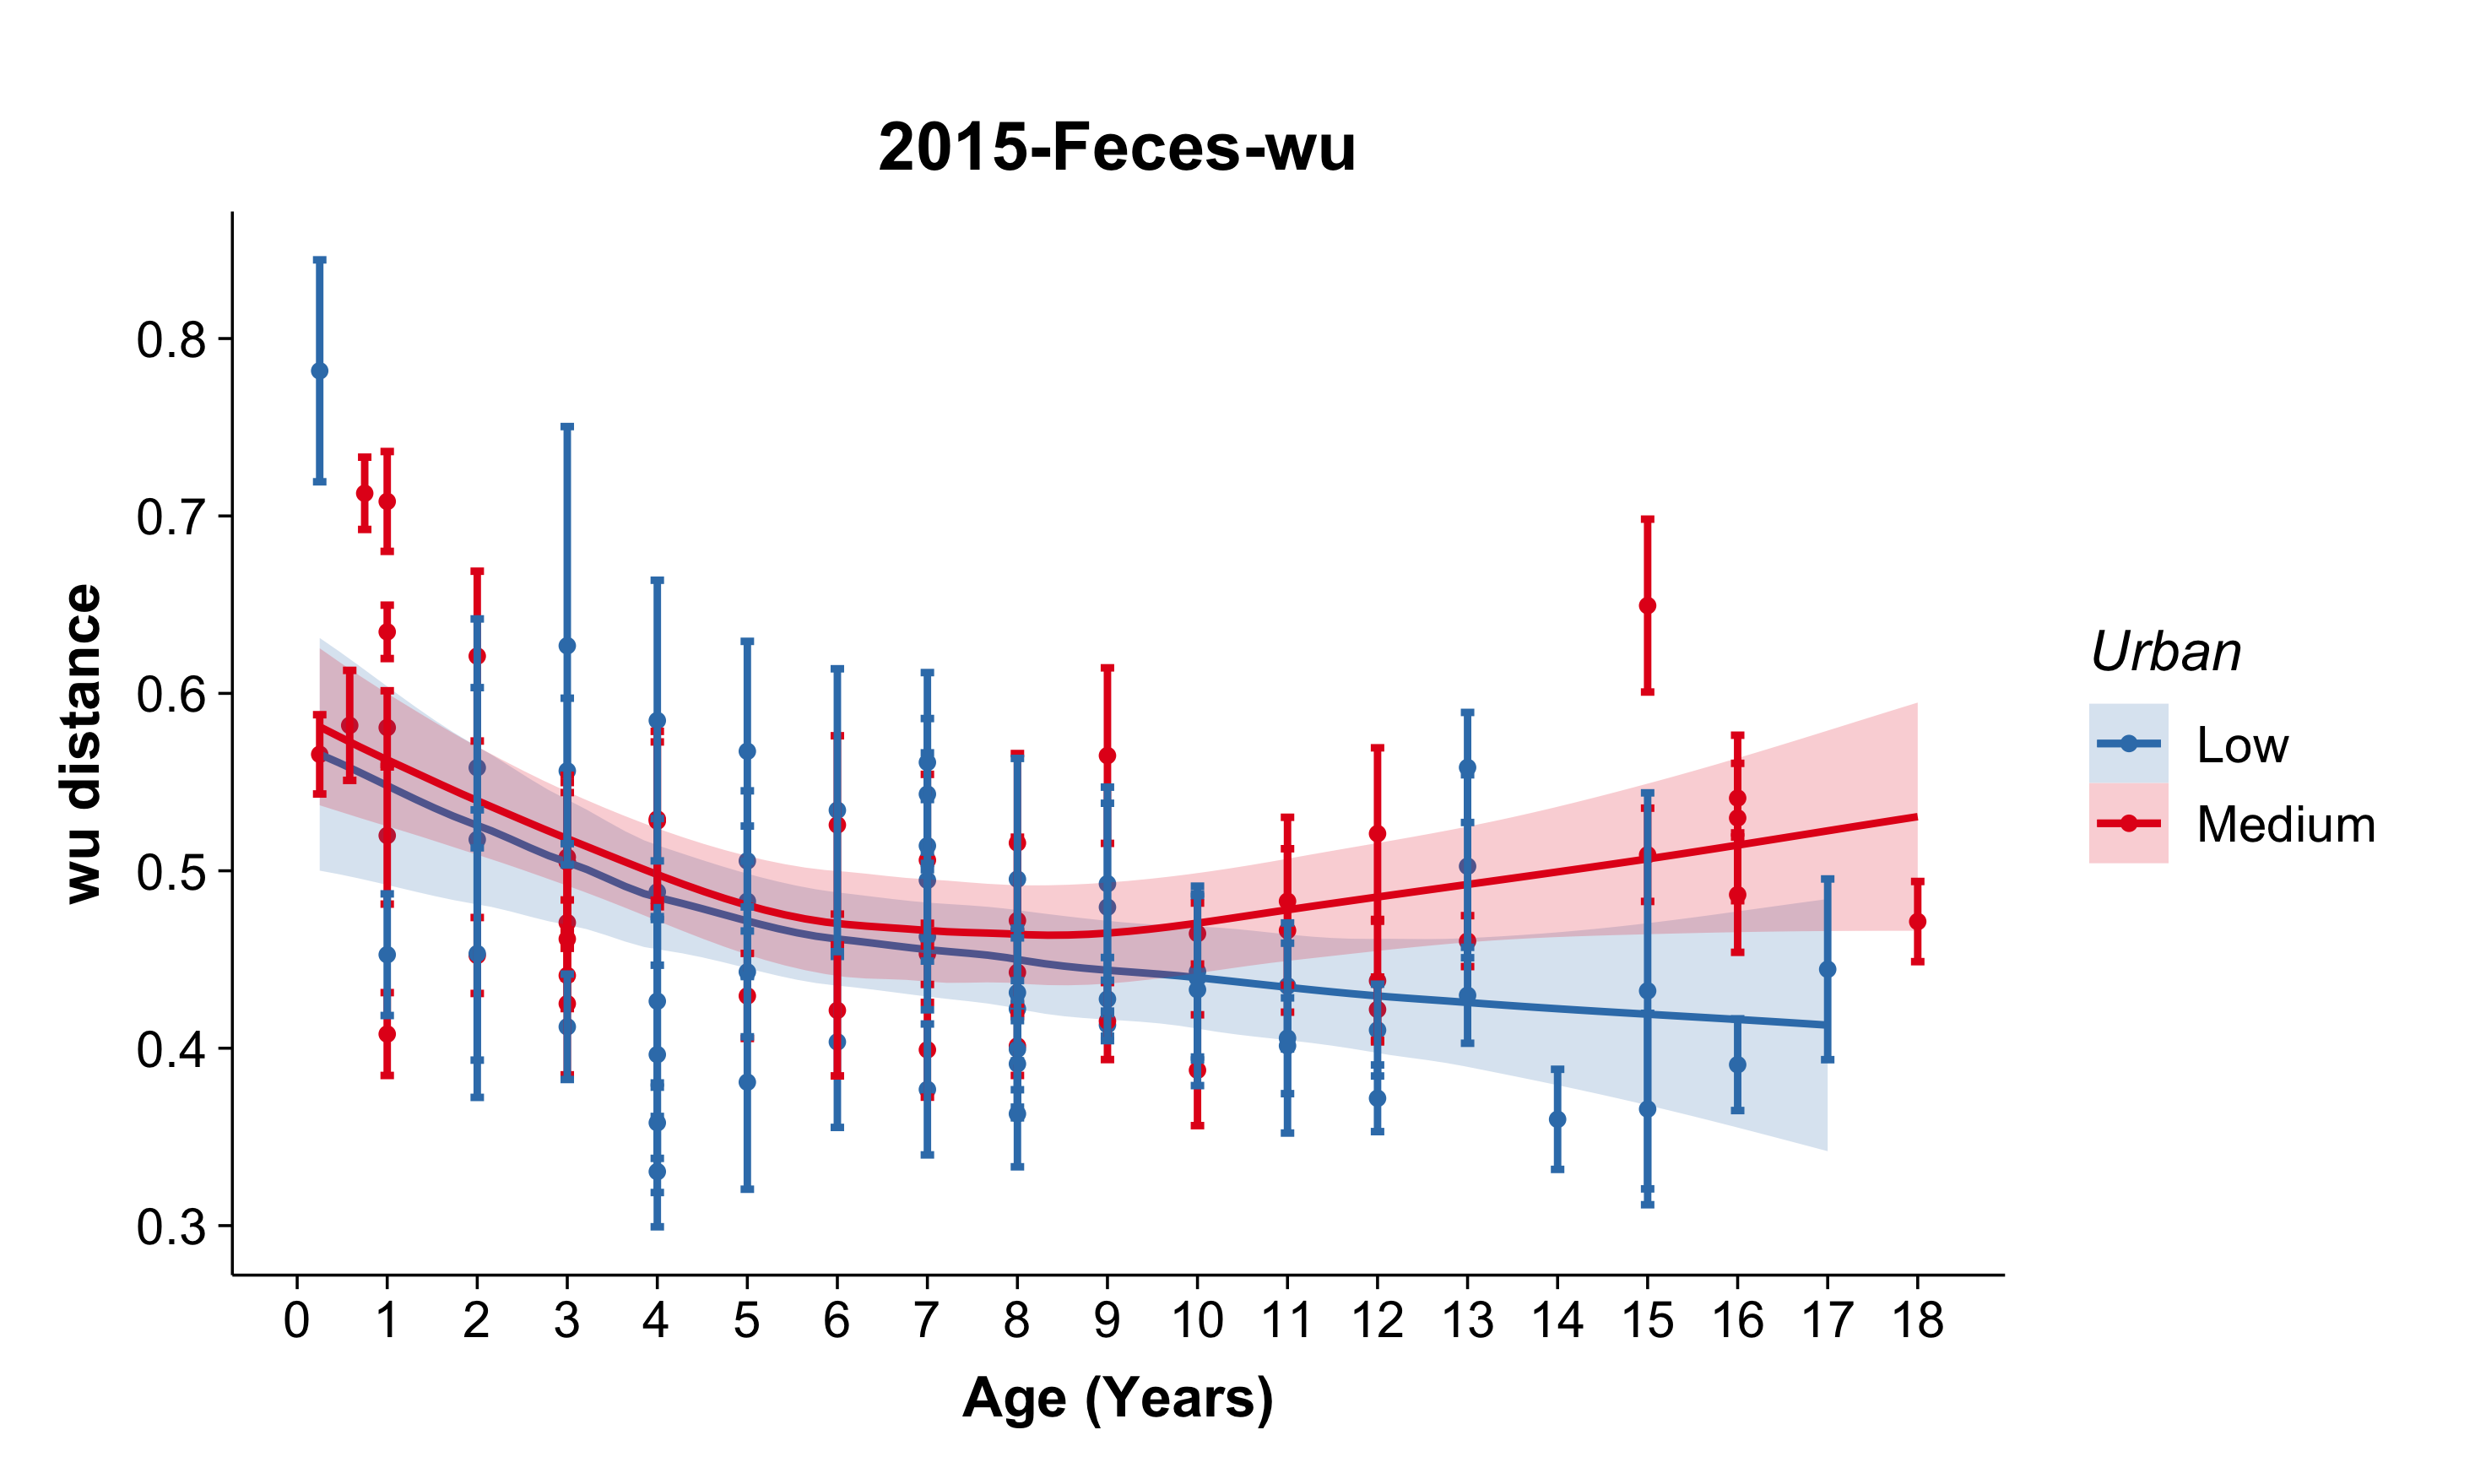 2015-Feces-wu
wu distance
0.8
0.7
0.6
0.5
0.4
0.3
0 1 2 3 4 5 6 7 8 9 10 11 12 13 14 15 16 17 18
Age (Years)
Urban
Low
Medium